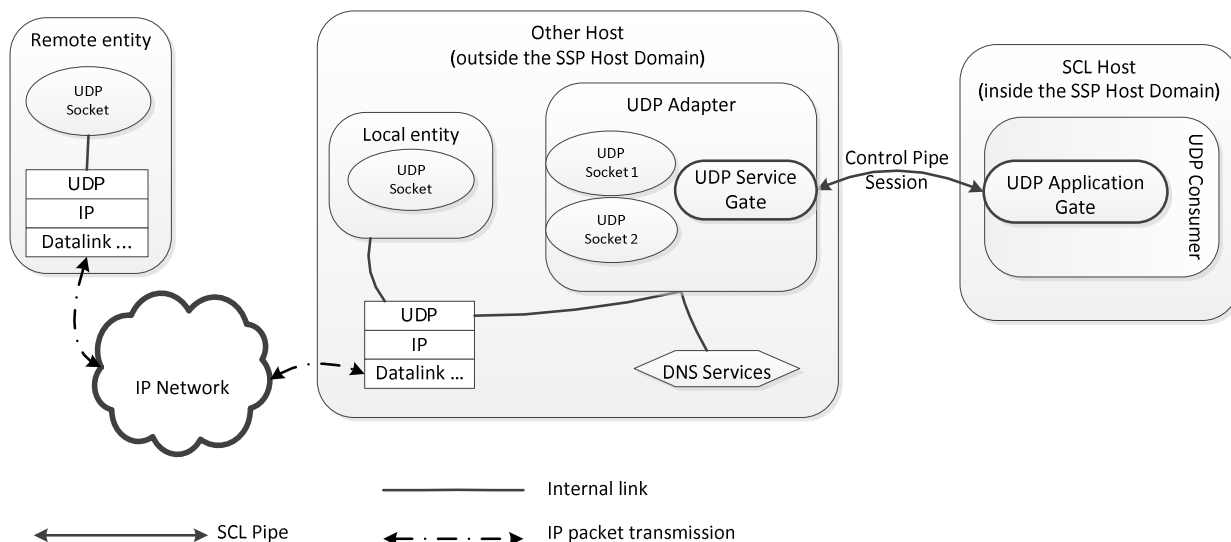 Remote entity
UDP
Socket
UDP
IP
Datalink ...
IP Network
Other Host
(outside the SSP Host Domain)
Local entity
UDP
Socket
UDP Adapter
UDP
Socket 1
UDP
Socket 2
UDP Service
Gate
UDP
IP
Datalink ...
DNS Services
Control Pipe
Session
SCL Host
(inside the SSP Host Domain)
UDP Application
Gate
UDP Consumer
Internal link
SCL Pipe
IP packet transmission